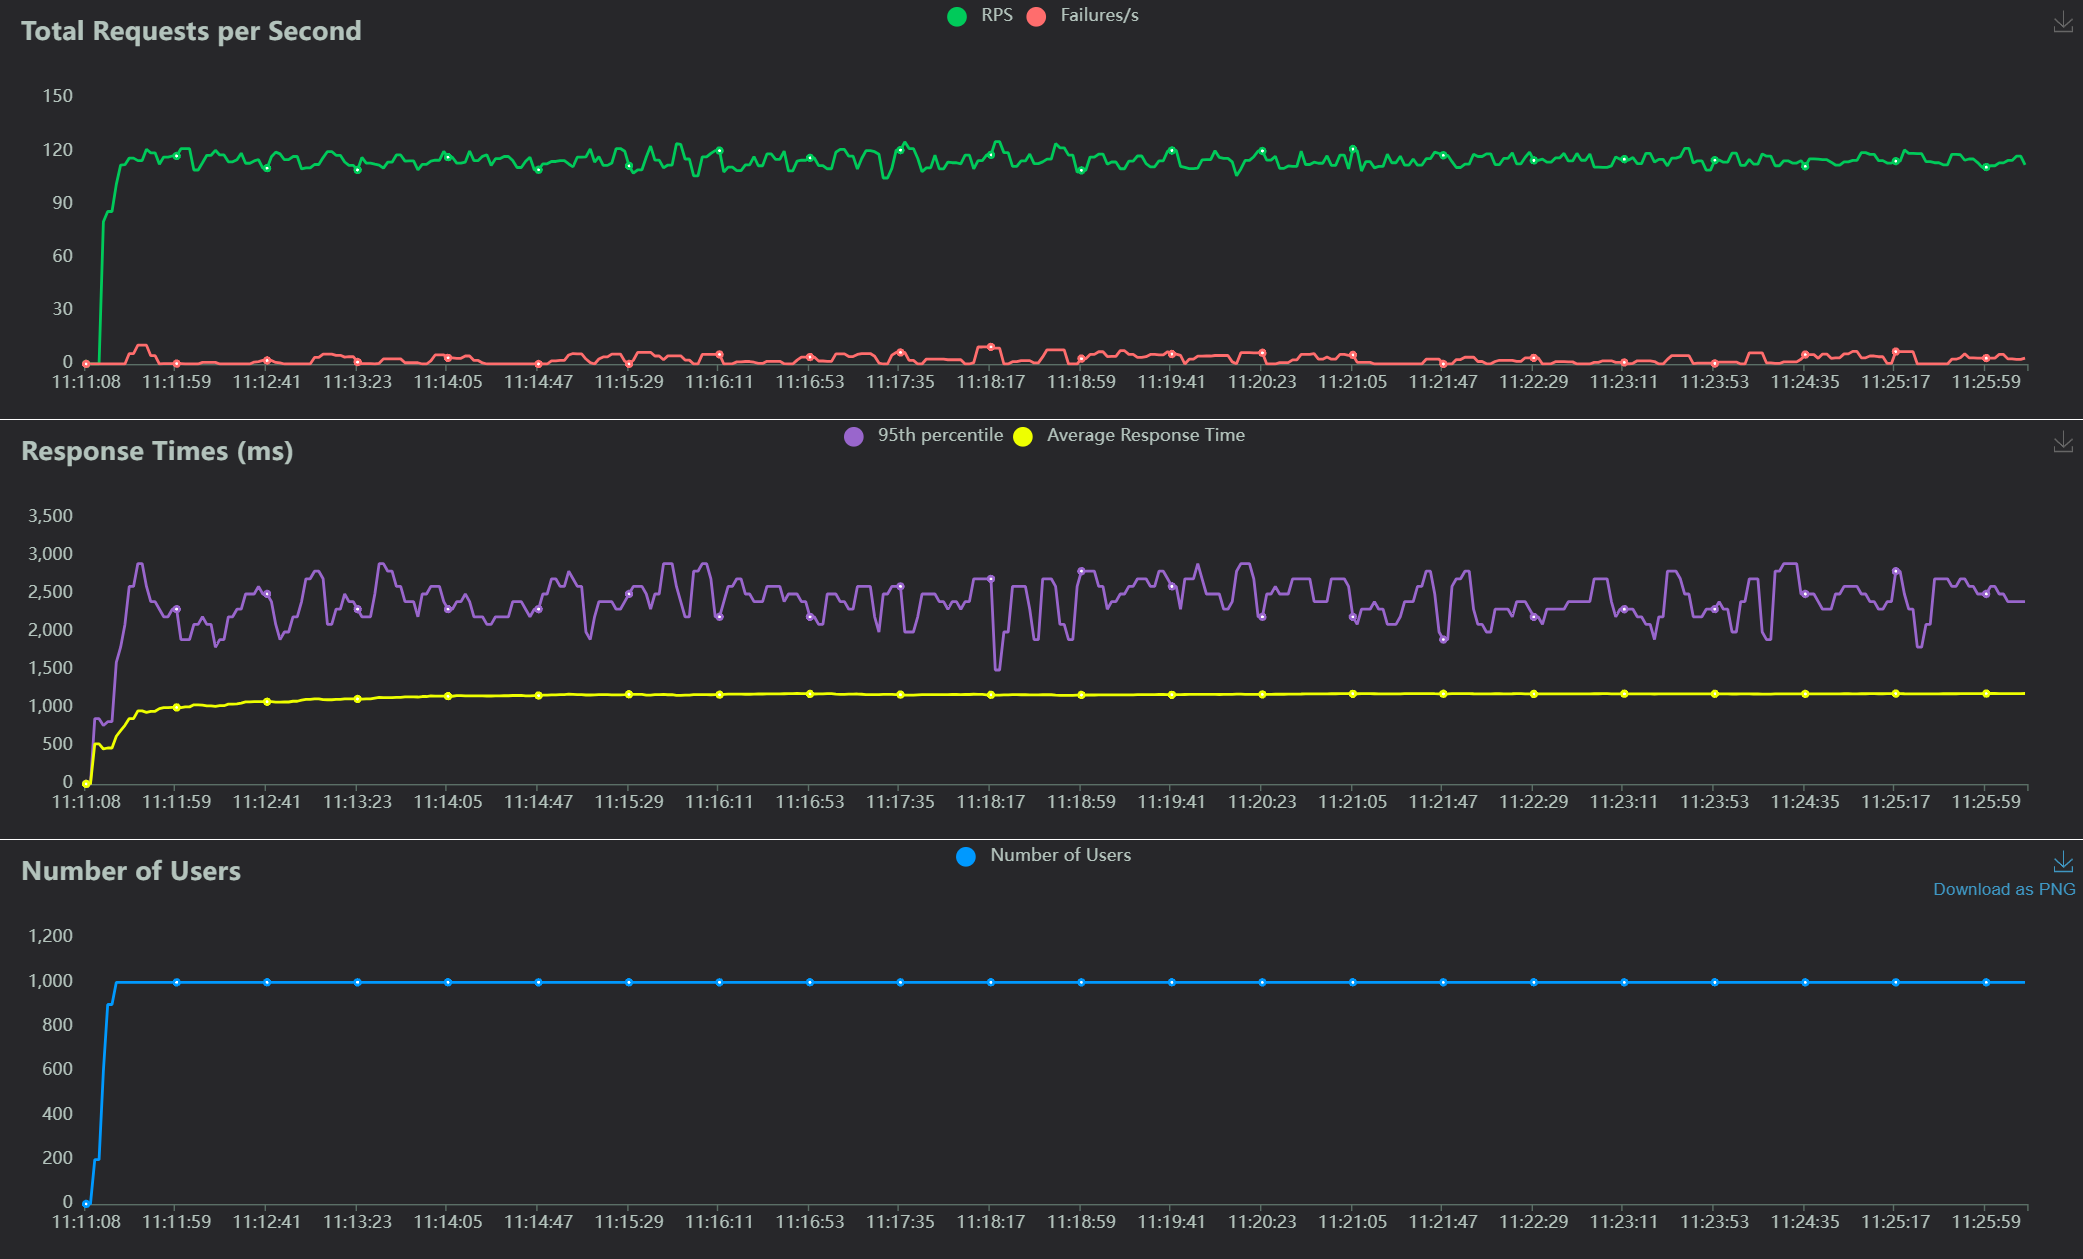 RPS Failures/s
Total Requests per Second
150
120
90
60
30
0
11:11:08 11:11:59 11:12:41 11:13:23 11:14:05 11:14:47 11:15:29 11:16:11 11:16:53 11:17:35 11:18:17 11:18:59 11:19:41 11:20:23 11:21:05 11:21:47 11:22:29 11:23:11 11:23:53 11:24:35 11:25:17 11:25:59
95th percentile Average Response Time
Response Times (ms)
3,500
3,000
2,500
2,000
1,500
1,000
500
0
11:11:08 11:11:59 11:12:41 11:13:23 11:14:05 11:14:47 11:15:29 11:16:11 11:16:53 11:17:35 11:18:17 11:18:59 11:19:41 11:20:23 11:21:05 11:21:47 11:22:29 11:23:11 11:23:53 11:24:35 11:25:17 11:25:59
Number of Users
Number of Users
Download as PNG
1,200
1,000
800
600
400
200
0
11:11:08 11:11:59 11:12:41 11:13:23 11:14:05 11:14:47 11:15:29 11:16:11 11:16:53 11:17:35 11:18:17 11:18:59 11:19:41 11:20:23 11:21:05 11:21:47 11:22:29 11:23:11 11:23:53 11:24:35 11:25:17 11:25:59